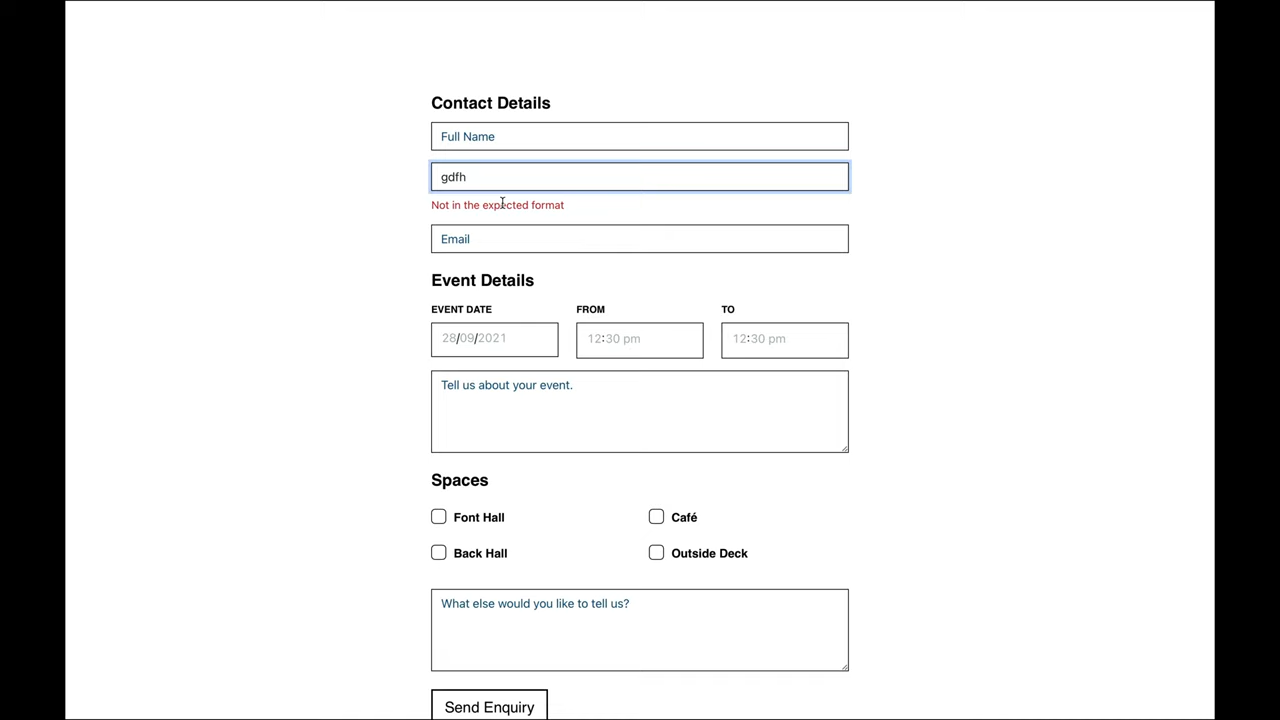 Contact Details
Full Name
gdfh
Not in the expected format
Email
Event Details
EVENT DATE FROM TO
28/09/2021 12:30 pm 12:30 pm
Tell us about your event.
Spaces
Font Hall Café
Back Hall Outside Deck
What else would you like to tell us?
Send Enquiry